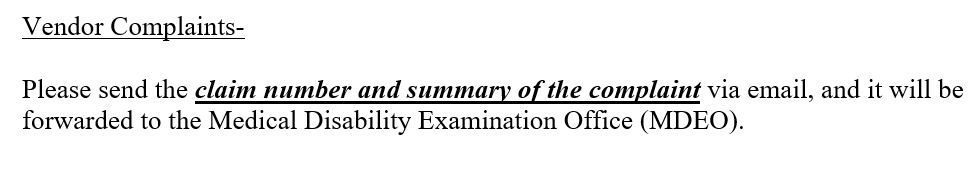 Vendor Complaints-
Please send the claim number and summary of the complaint via email, and it will be
forwarded to the Medical Disability Examination Office (MDEO).